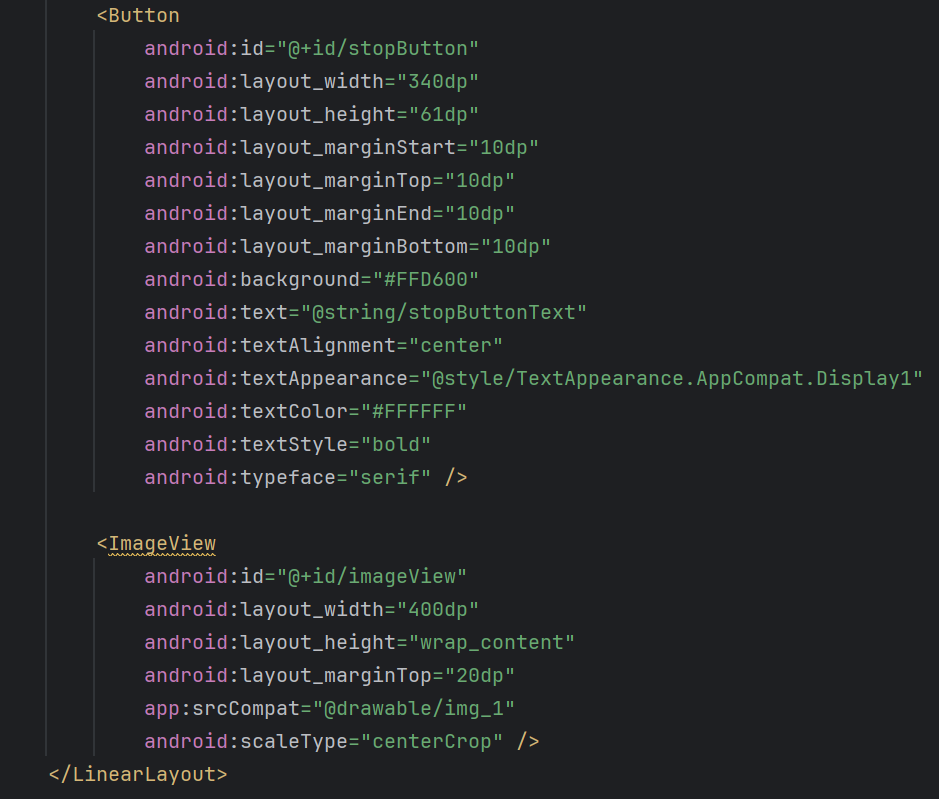 <Button
android:id="@+id/stopButton"
android:layout_width="340dp"
android:layout_height="61dp"
android:layout_marginStart="10dp"
android:layout_marginTop="10dp"
android:layout_marginEnd="10dp"
android:layout_marginBottom="10dp"
android:background="#FFD600"
android:text="@string/stopButtonText"
android:textAlignment="center"
android:textAppearance="@style/TextAppearance.AppCompat.Display1"
android:textColor="#FFFFFF"
android:textStyle="bold"
android:typeface="serif" />
<ImageView
android:id="@+id/imageView"
android:layout_width="400dp"
android:layout_height="wrap_content"
android:layout_marginTop="20dp"
app:srcCompat="@drawable/img_1"
android:scaleType="centerCrop" />
</LinearLayout>